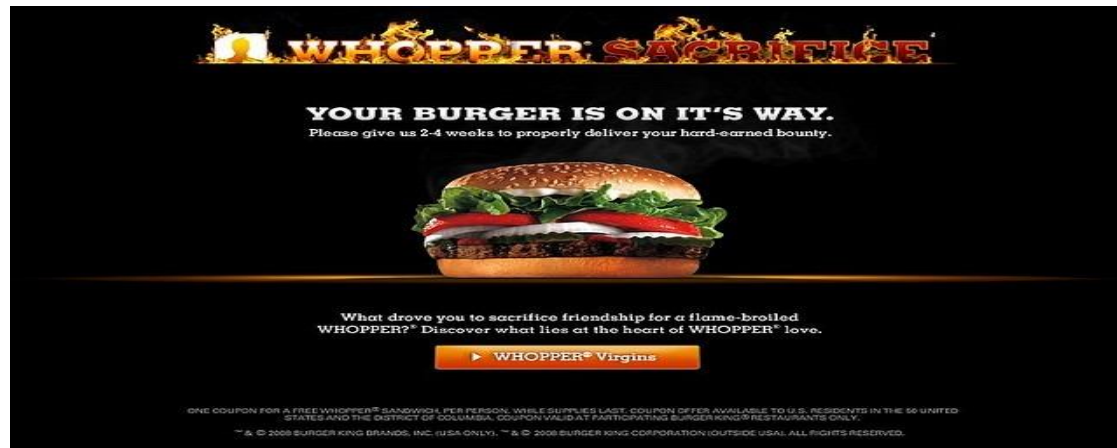 WHOPPER® SACRIFICE
YOUR BURGER IS ON IT'S WAY.
Please give us 2-4 weeks to properly deliver your hard-earned bounty.
What drove you to sacrifice friendship for a flame-broiled
WHOPPER?® Discover what lies at the heart of WHOPPER® love.
WHOPPER® Virgins
ONE COUPON FOR A FREE WHOPPER® SANDWICH, PER PERSON, WHILE SUPPLIES LAST. COUPON OFFER AVAILABLE TO U.S. RESIDENTS IN THE 50 UNITED
STATES AND THE DISTRICT OF COLUMBIA, COUPON VALID AT PARTICIPATING BURGER KING® RESTAURANTS ONLY.
™ & © 2008 BURGER KING BRANDS, INC. (USA ONLY). ™ & © 2008 BURGER KING CORPORATION (OUTSIDE USA). ALL RIGHTS RESERVED.